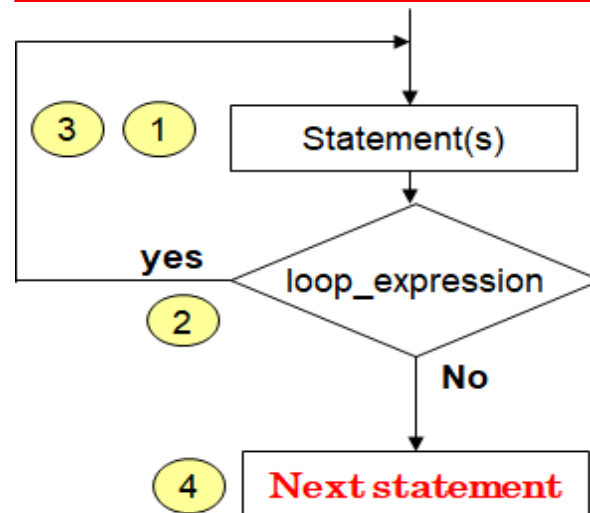 3 1 Statement(s)
yes loop_expression
2
No
4 Next statement